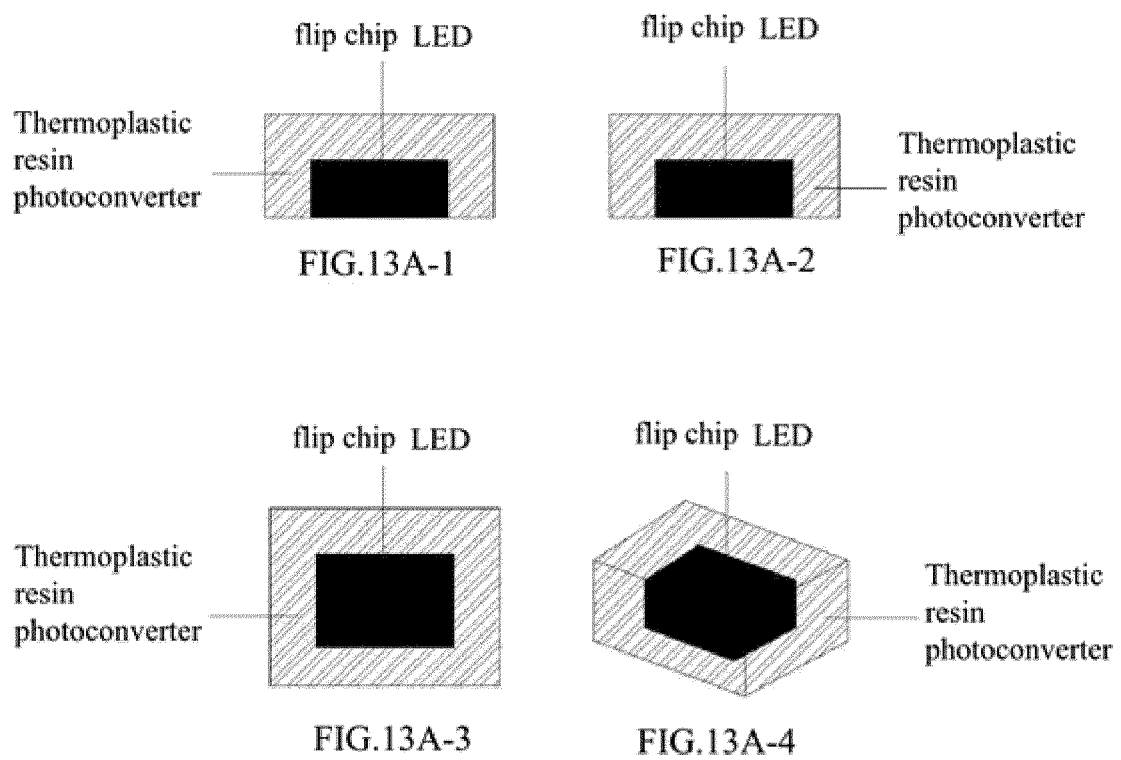 flip chip LED
Thermoplastic
resin
photoconverter
FIG.13A-1
flip chip LED
Thermoplastic
resin
photoconverter
FIG.13A-2
flip chip LED
Thermoplastic
resin
photoconverter
FIG.13A-3
flip chip LED
Thermoplastic
resin
photoconverter
FIG.13A-4